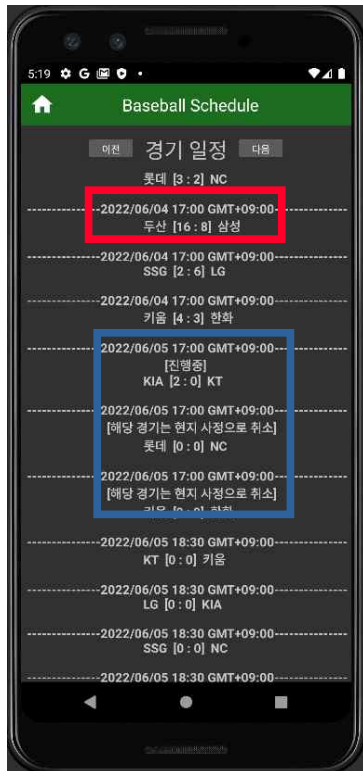 5:19 G
Baseball Schedule
이전 경기 일정 다음
롯데 [3 : 2] NC
2022/06/04 17:00 GMT+09:00
두산 [16 : 8] 삼성
2022/06/04 17:00 GMT+09:00
SSG [2 : 6] LG
2022/06/04 17:00 GMT+09:00
키움 [4 : 3] 한화
2022/06/05 17:00 GMT+09:00
[진행중]
KIA [2 : 0] KT
2022/06/05 17:00 GMT+09:00
[해당 경기는 현지 사정으로 취소]
롯데 [0 : 0] NC
2022/06/05 17:00 GMT+09:00
[해당 경기는 현지 사정으로 취소]
2022/06/05 18:30 GMT+09:00
KT [0 : 0] 키움
2022/06/05 18:30 GMT+09:00
LG [0 : 0] KIA
2022/06/05 18:30 GMT+09:00
SSG [0 : 0] NC
2022/06/05 18:30 GMT+09:00